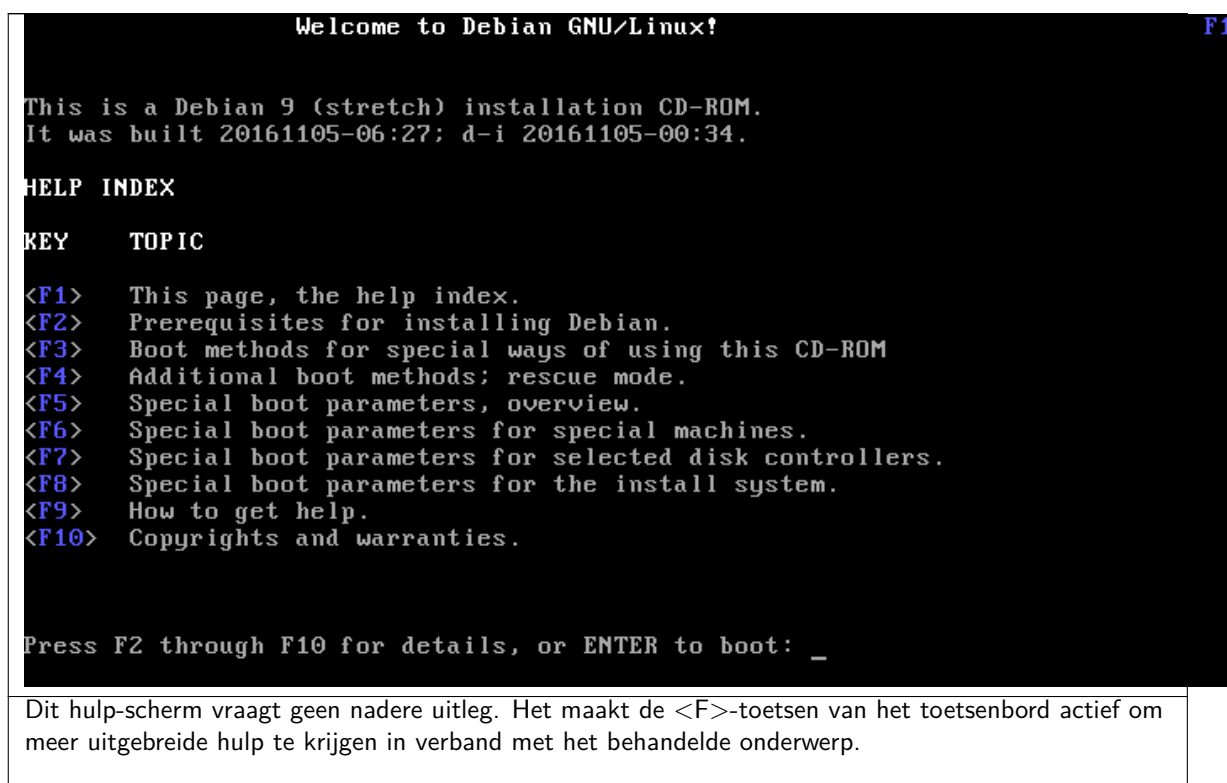 Welcome to Debian GNU/Linux! F1
This is a Debian 9 (stretch) installation CD-ROM.
It was built 20161105-06:27; d-i 20161105-00:34.
HELP INDEX
KEY TOPIC
<F1> This page, the help index.
<F2> Prerequisites for installing Debian.
<F3> Boot methods for special ways of using this CD-ROM
<F4> Additional boot methods; rescue mode.
<F5> Special boot parameters, overview.
<F6> Special boot parameters for special machines.
<F7> Special boot parameters for selected disk controllers.
<F8> Special boot parameters for the install system.
<F9> How to get help.
<F10> Copyrights and warranties.
Press F2 through F10 for details, or ENTER to boot: _
Dit hulp-scherm vraagt geen nadere uitleg. Het maakt de <F>-toetsen van het toetsenbord actief om
meer uitgebreide hulp te krijgen in verband met het behandelde onderwerp.